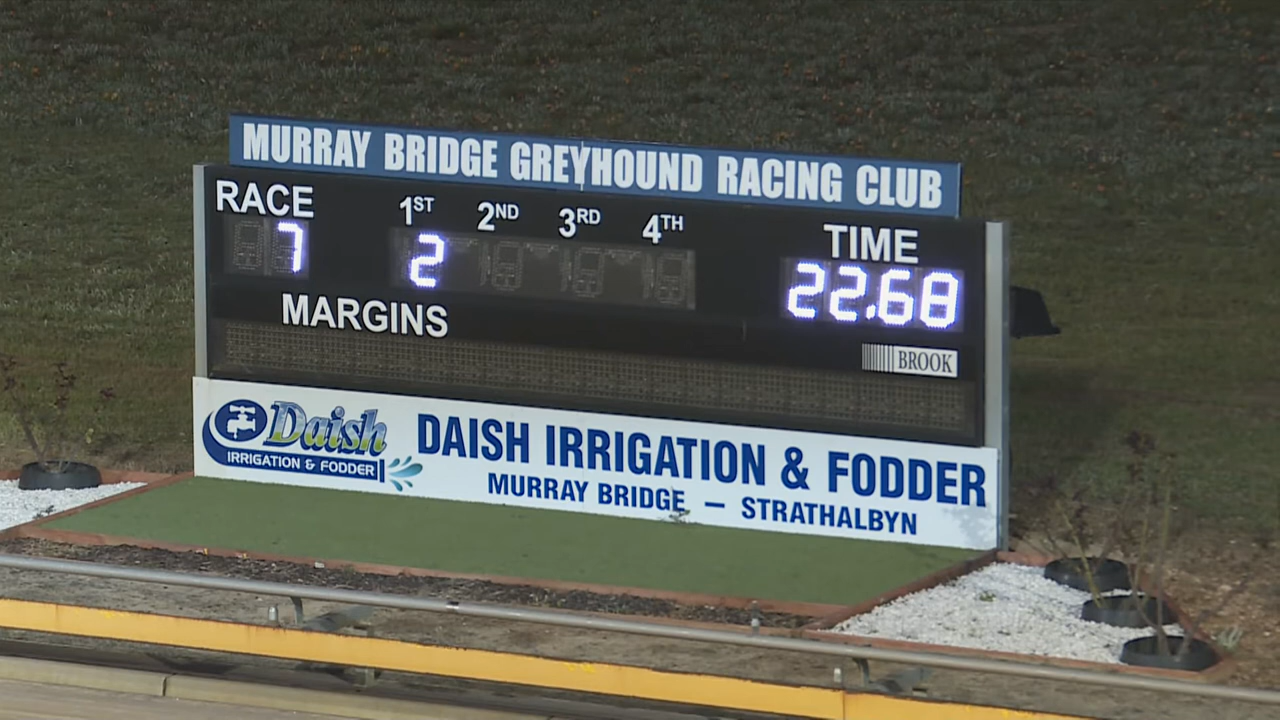 MURRAY BRIDGE GREYHOUND RACING CLUB
RACE 1ST 2ND 3RD 4TH TIME
7 2 22.68
MARGINS
BROOK
Daish
IRRIGATION & FODDER
DAISH IRRIGATION & FODDER
MURRAY BRIDGE — STRATHALBYN